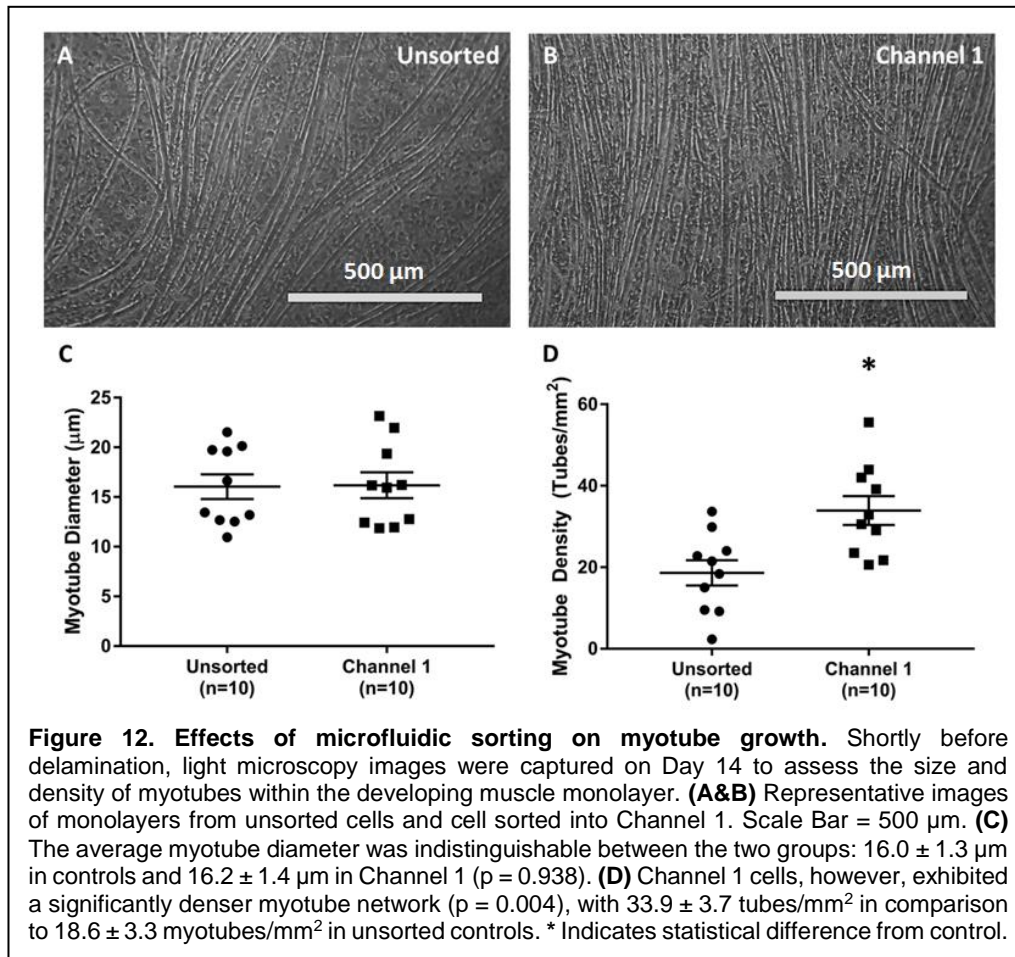 A Unsorted
500 µm
B Channel 1
500 µm
C
Myotube Diameter (µm)
25
20
15
10
5
0
Unsorted
(n=10)
Channel 1
(n=10)
D
*
Myotube Density (Tubes/mm²)
60
40
20
0
Unsorted
(n=10)
Channel 1
(n=10)
Figure 12. Effects of microfluidic sorting on myotube growth. Shortly before
delamination, light microscopy images were captured on Day 14 to assess the size and
density of myotubes within the developing muscle monolayer. (A&B) Representative images
of monolayers from unsorted cells and cell sorted into Channel 1. Scale Bar = 500 µm. (C)
The average myotube diameter was indistinguishable between the two groups: 16.0 ± 1.3 µm
in controls and 16.2 ± 1.4 µm in Channel 1 (p = 0.938). (D) Channel 1 cells, however, exhibited
a significantly denser myotube network (p = 0.004), with 33.9 ± 3.7 tubes/mm² in comparison
to 18.6 ± 3.3 myotubes/mm² in unsorted controls. * Indicates statistical difference from control.